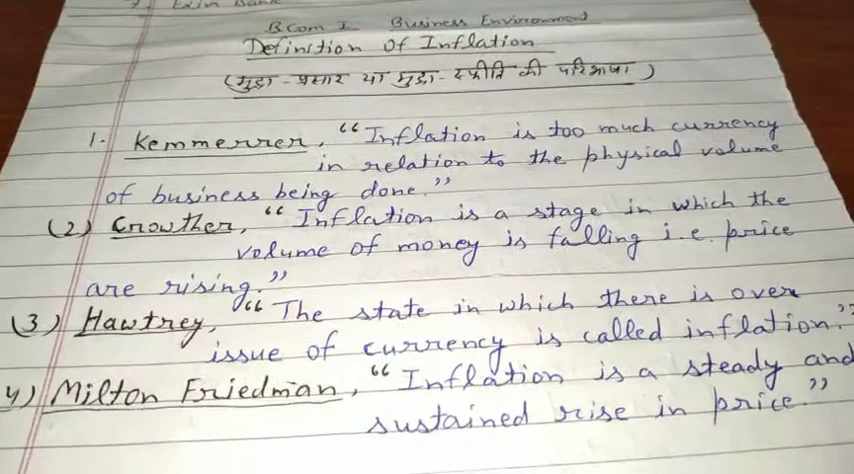 Exim Bank
B Com I Business Environment
Definition Of Inflation
(मुद्रा - प्रसार या मुद्रा - स्फीति की परिभाषा)
1. Kemmerrer, “Inflation is too much currency
in relation to the physical volume
of business being done.”
(2) Crowther, “Inflation is a stage in which the
volume of money is falling i.e. price
are rising.”
(3) Hawtrey, “The state in which there is over
issue of currency is called inflation.”
4) Milton Friedman, “Inflation is a steady and
sustained rise in price.”